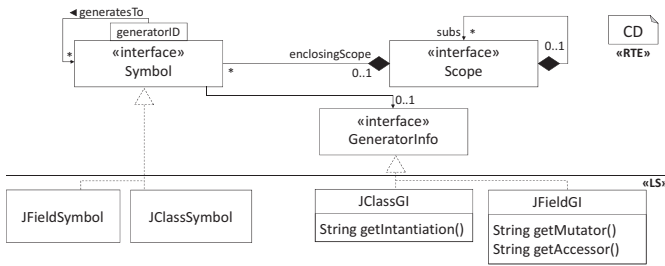 ◄ generatesTo
generatorID
«interface»
Symbol
*
*
enclosingScope
0..1
subs
*
«interface»
Scope
0..1
CD
«RTE»
0..1
«interface»
GeneratorInfo
«LS»
JFieldSymbol
JClassSymbol
JClassGI
String getIntantiation()
JFieldGI
String getMutator()
String getAccessor()